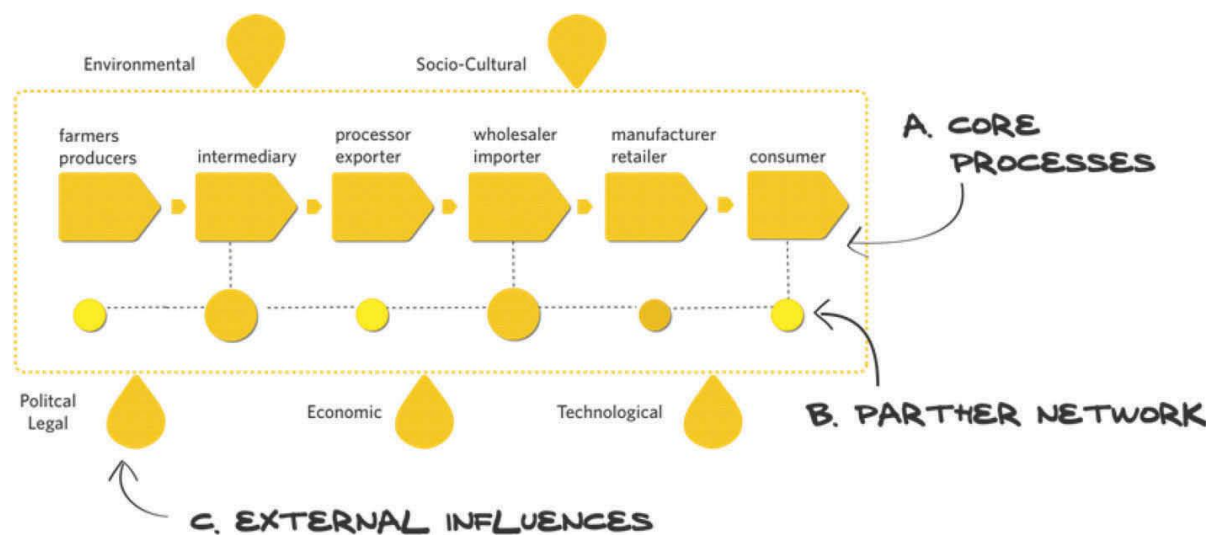 Environmental
Socio-Cultural
farmers
producers
intermediary
processor
exporter
wholesaler
importer
manufacturer
retailer
consumer
A. CORE
PROCESSES
Politcal
Legal
Economic
Technological
B. PARTHER NETWORK
C. EXTERNAL INFLUENCES